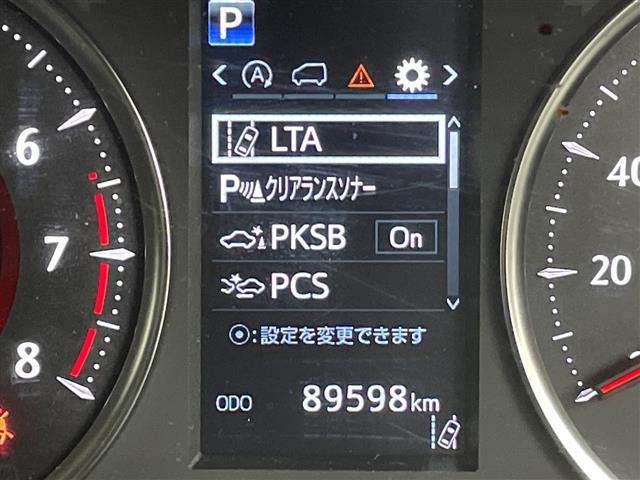 P
A
LTA
Pクリアランスソナー
PKSB On
PCS
:設定を変更できます
ODO 89598km
6
7
8
40
20